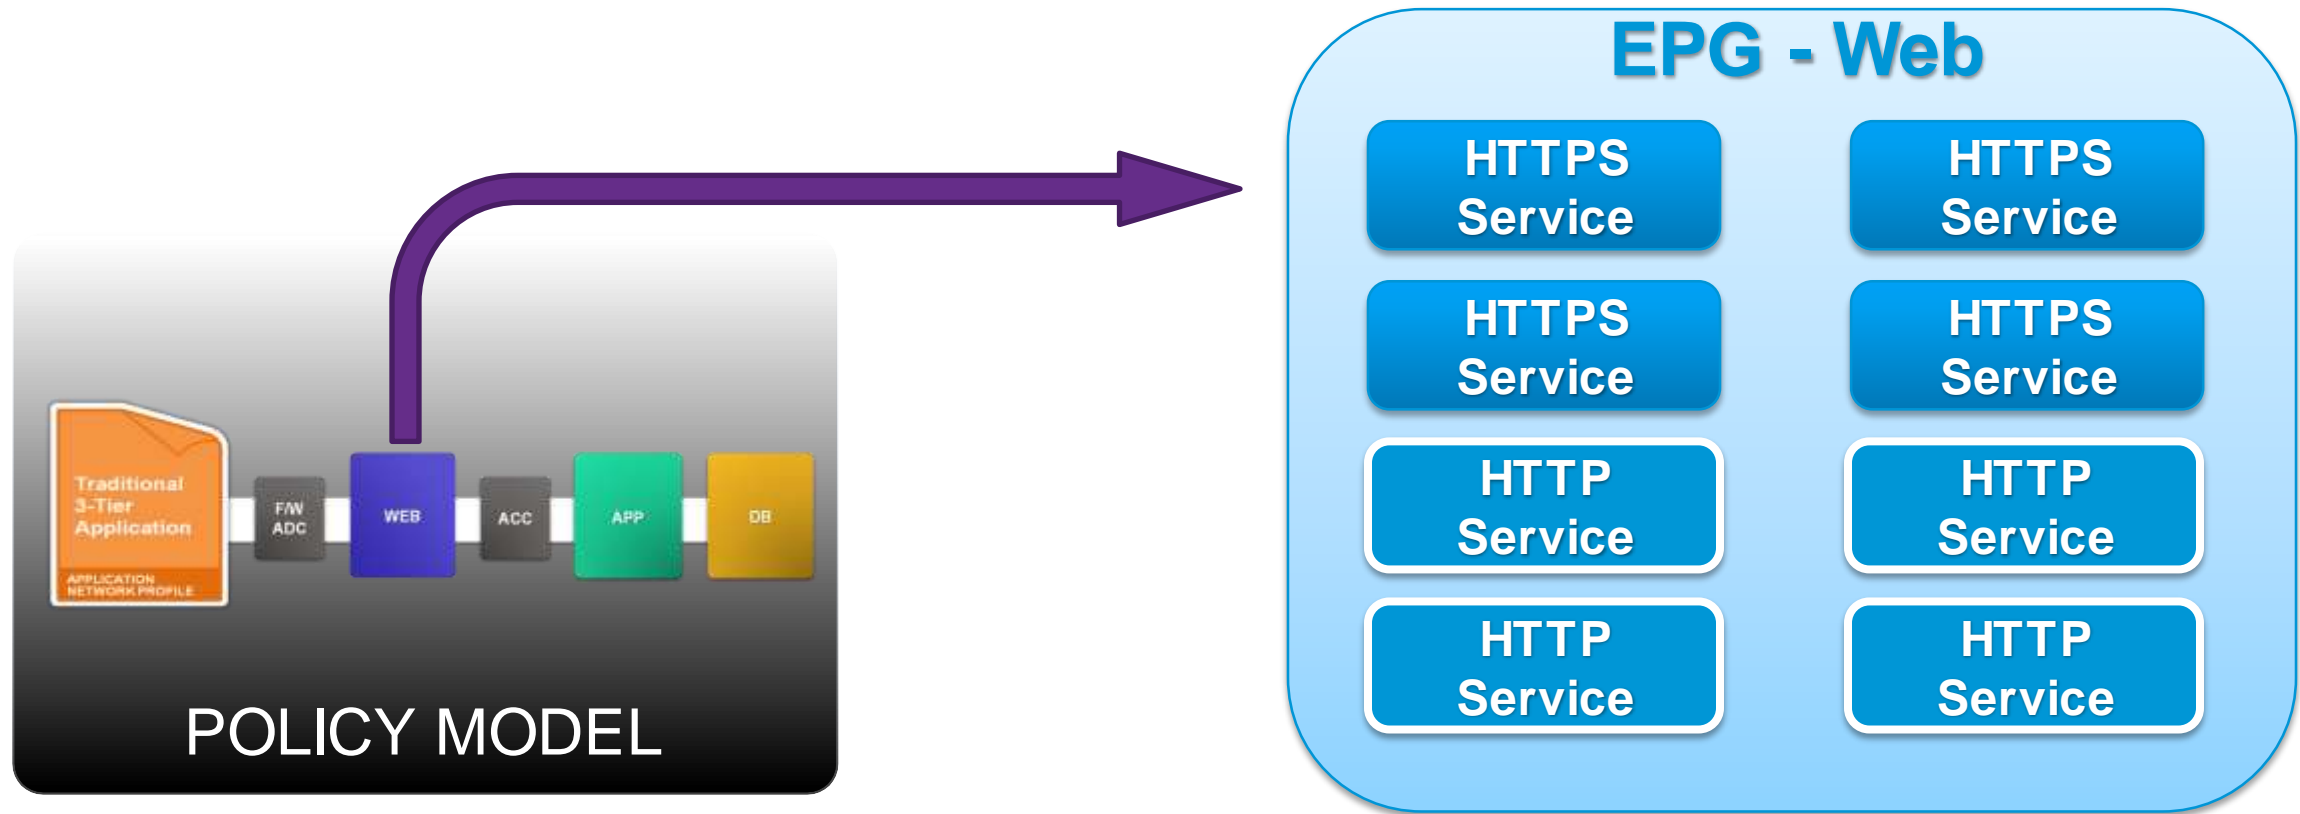 EPG - Web
HTTPS
Service
HTTPS
Service
HTTPS
Service
HTTPS
Service
HTTP
Service
HTTP
Service
HTTP
Service
HTTP
Service
Traditional
3-Tier
Application
APPLICATION
NETWORK PROFILE
F/W
ADC
WEB
ACC
APP
DB
POLICY MODEL